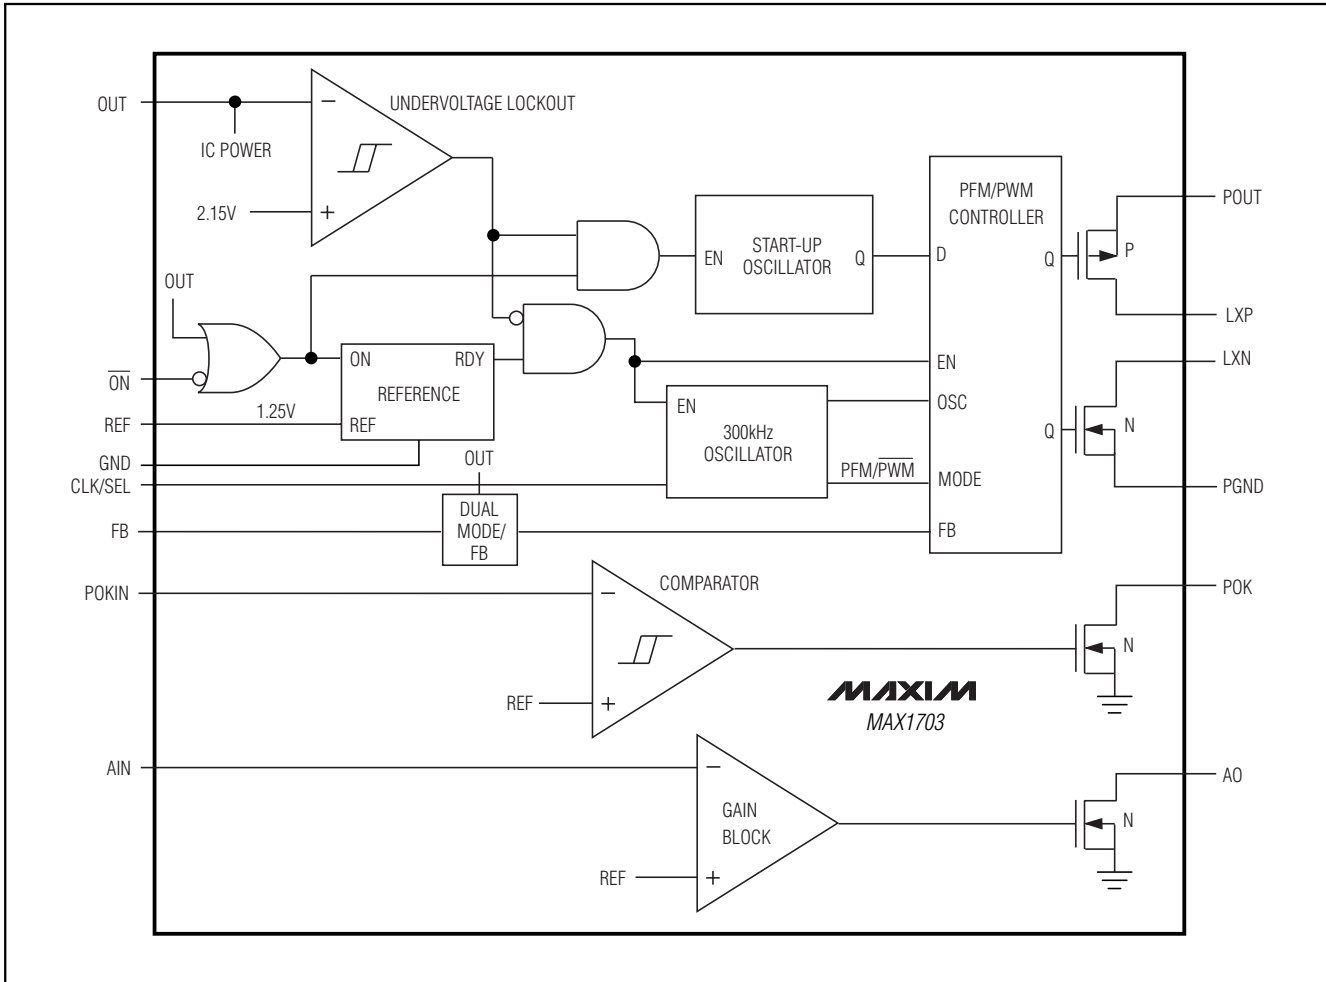 OUT
−
UNDERVOLTAGE LOCKOUT
IC POWER
2.15V
+
PFM/PWM
CONTROLLER
POUT
START-UP
OSCILLATOR
EN
Q
D
Q
P
OUT
LXP
ON
RDY
REFERENCE
REF
EN
LXN
O̅N̅
1.25V
REF
EN
OSC
300kHz
OSCILLATOR
Q
N
GND
OUT
CLK/SEL
PFM/P̅W̅M̅
MODE
PGND
DUAL
MODE/
FB
FB
FB
POKIN
−
COMPARATOR
POK
N
REF
+
MAXIM
MAX1703
AIN
−
AO
GAIN
BLOCK
N
REF
+